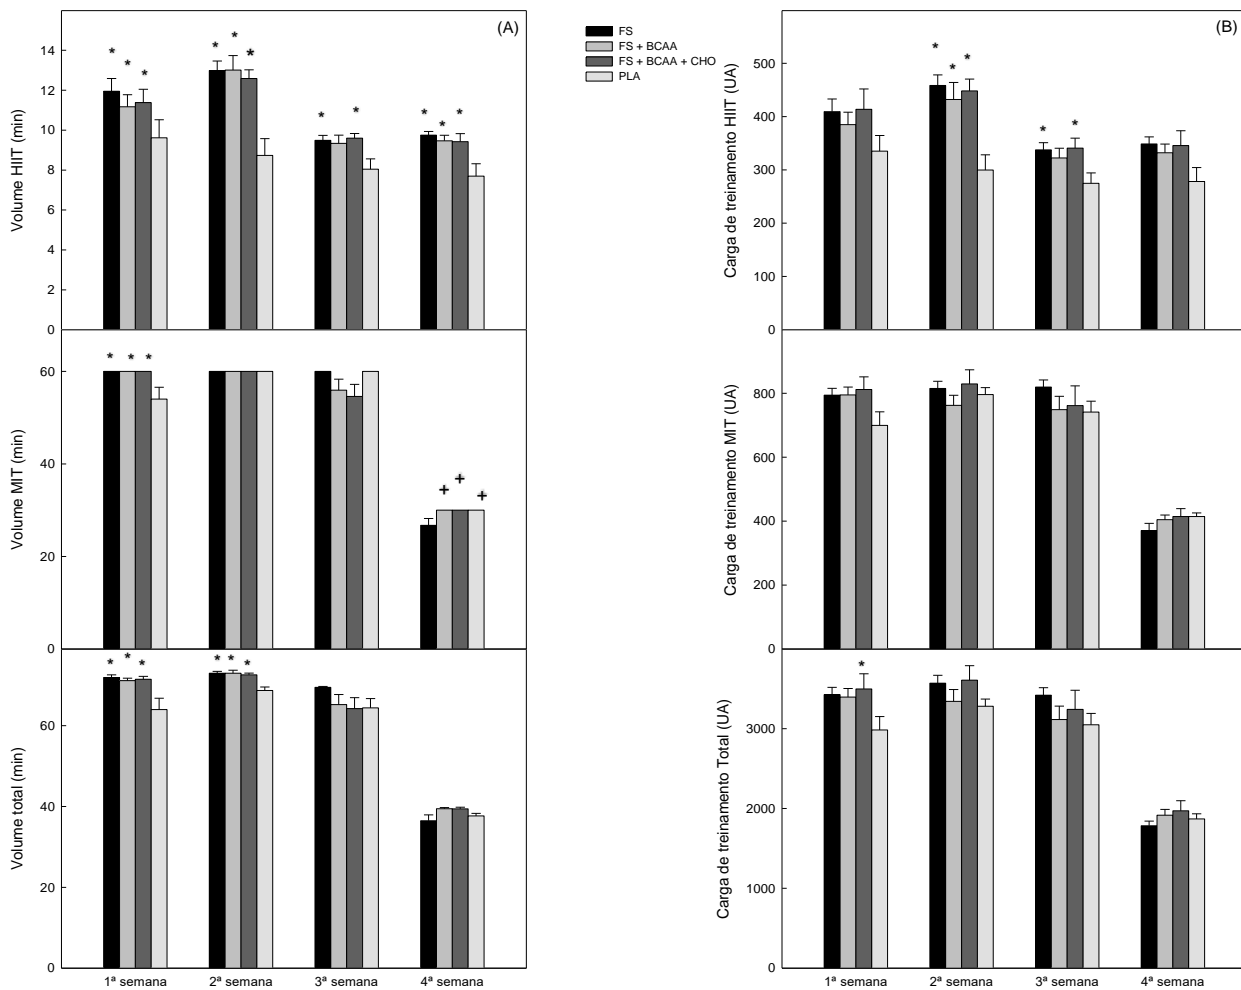 (A)
Volume HIIT (min)
14
12
10
8
6
4
2
0
* * * * * * * * * * *
Volume MIT (min)
60
40
20
0
* * * + + +
Volume total (min)
60
40
20
0
* * * * * *
1ª semana 2ª semana 3ª semana 4ª semana
FS
FS + BCAA
FS + BCAA + CHO
PLA
(B)
Carga de treinamento HIIT (UA)
500
400
300
200
100
0
* * * * *
Carga de treinamento MIT (UA)
800
600
400
200
0
Carga de treinamento Total (UA)
3000
2000
1000
0
*
1ª semana 2ª semana 3ª semana 4ª semana